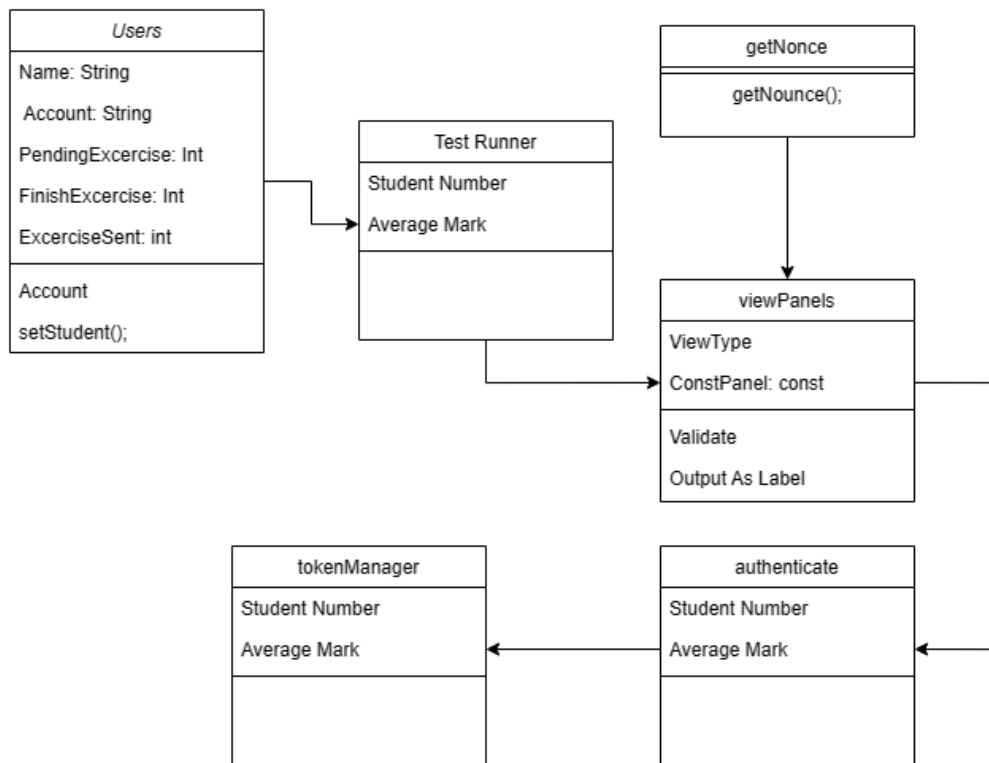 Users
Name: String
Account: String
PendingExcercise: Int
FinishExcercise: Int
ExcerciseSent: int
Account
setStudent();
Test Runner
Student Number
Average Mark
getNonce
getNounce();
viewPanels
ViewType
ConstPanel: const
Validate
Output As Label
tokenManager
Student Number
Average Mark
authenticate
Student Number
Average Mark